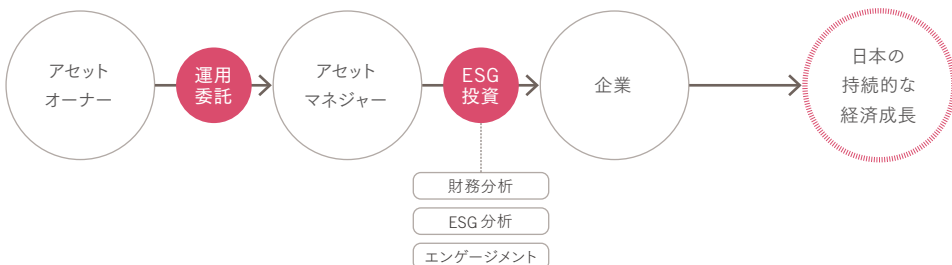 アセット
オーナー
運用
委託
アセット
マネジャー
ESG
投資
企業
日本の
持続的な
経済成長
財務分析
ESG分析
エンゲージメント